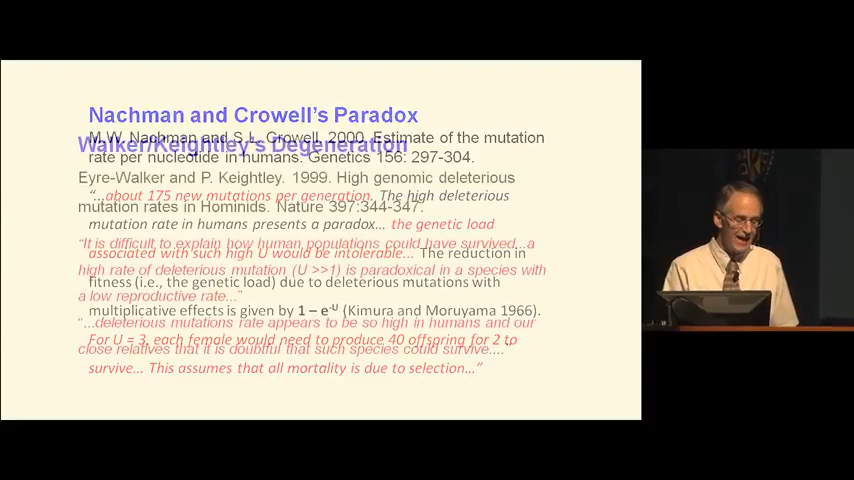 Nachman and Crowell's Paradox
M.W. Nachman and S.L. Crowell. 2000. Estimate of the mutation
rate per nucleotide in humans. Genetics 156: 297-304.
"...about 175 new mutations per generation. The high deleterious
mutation rate in humans presents a paradox... the genetic load
associated with such high U would be intolerable... The reduction in
fitness (i.e., the genetic load) due to deleterious mutations with
multiplicative effects is given by 1 – e-U (Kimura and Moruyama 1966).
For U = 3, each female would need to produce 40 offspring for 2 to
survive... This assumes that all mortality is due to selection..."
Walker/Keightley's Degeneration
Eyre-Walker and P. Keightley. 1999. High genomic deleterious
mutation rates in Hominids. Nature 397:344-347.
"It is difficult to explain how human populations could have survived...a
high rate of deleterious mutation (U >>1) is paradoxical in a species with
a low reproductive rate..."
"...deleterious mutations rate appears to be so high in humans and our
close relatives that it is doubtful that such species could survive...."